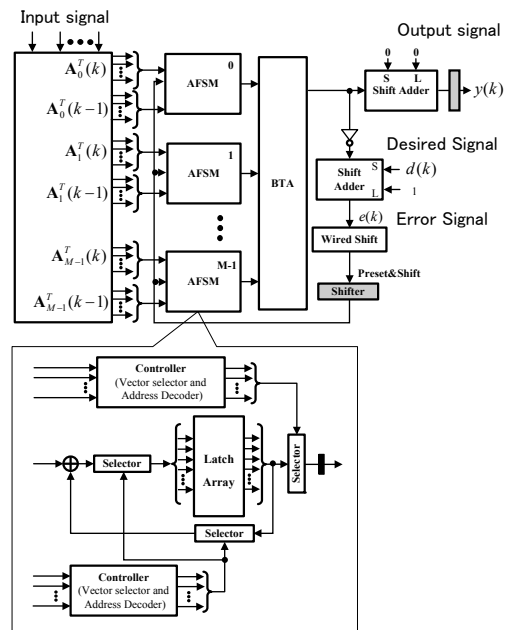 Input signal
Output signal
A_0^T(k)
A_0^T(k-1)
A_1^T(k)
A_1^T(k-1)
A_{M-1}^T(k)
A_{M-1}^T(k-1)
0
AFSM
1
AFSM
M-1
AFSM
BTA
0 0
S L
Shift Adder
y(k)
Desired Signal
Shift
Adder
S
L
d(k)
1
e(k)
Error Signal
Wired Shift
Preset&Shift
Shifter
Controller
(Vector selector and
Address Decoder)
Selector
Latch
Array
Selector
Selector
Controller
(Vector selector and
Address Decoder)